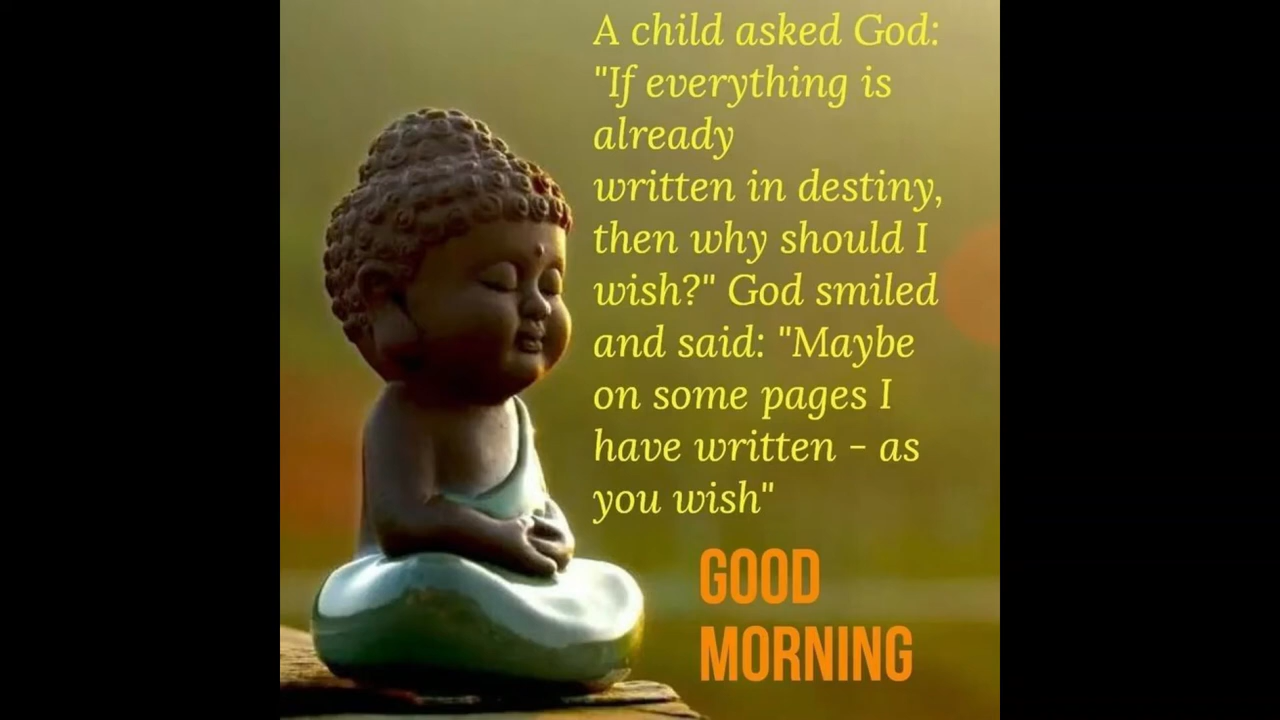 A child asked God:
"If everything is
already
written in destiny,
then why should I
wish?" God smiled
and said: "Maybe
on some pages I
have written - as
you wish"
GOOD
MORNING